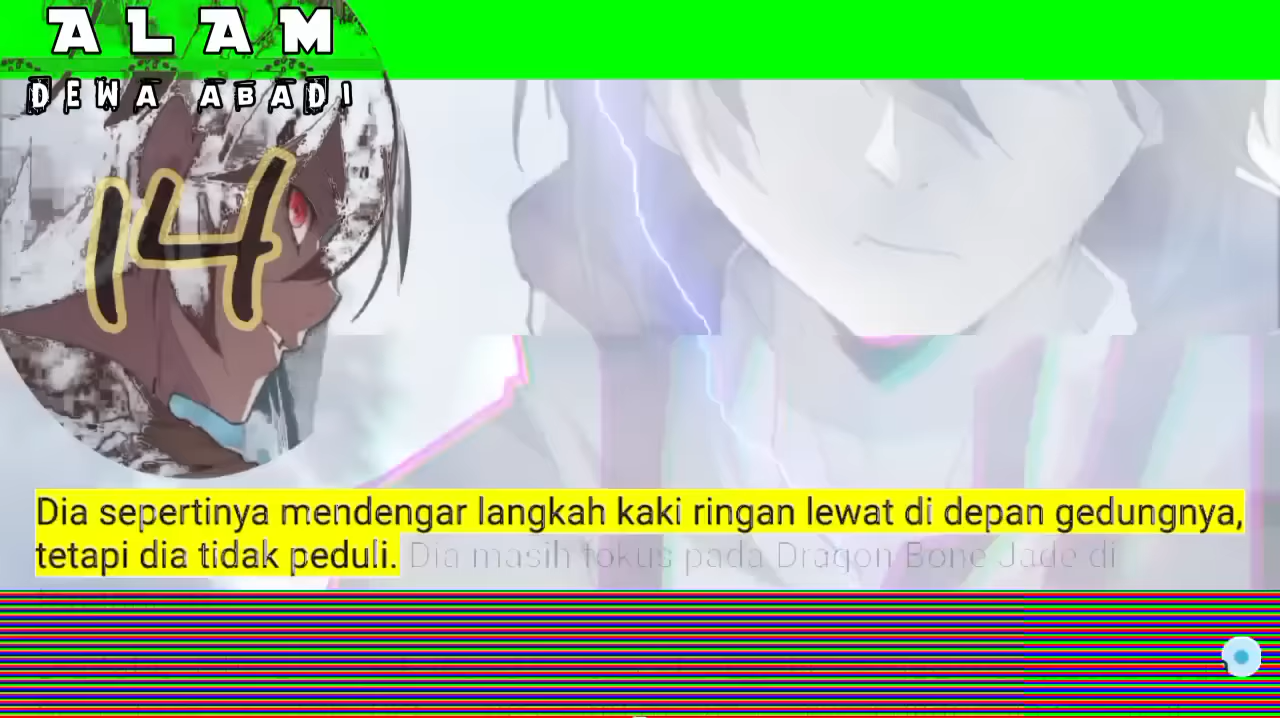 ALAM
DEWA ABADI
14
Dia sepertinya mendengar langkah kaki ringan lewat di depan gedungnya,
tetapi dia tidak peduli. Dia masih fokus pada Dragon Bone Jade di